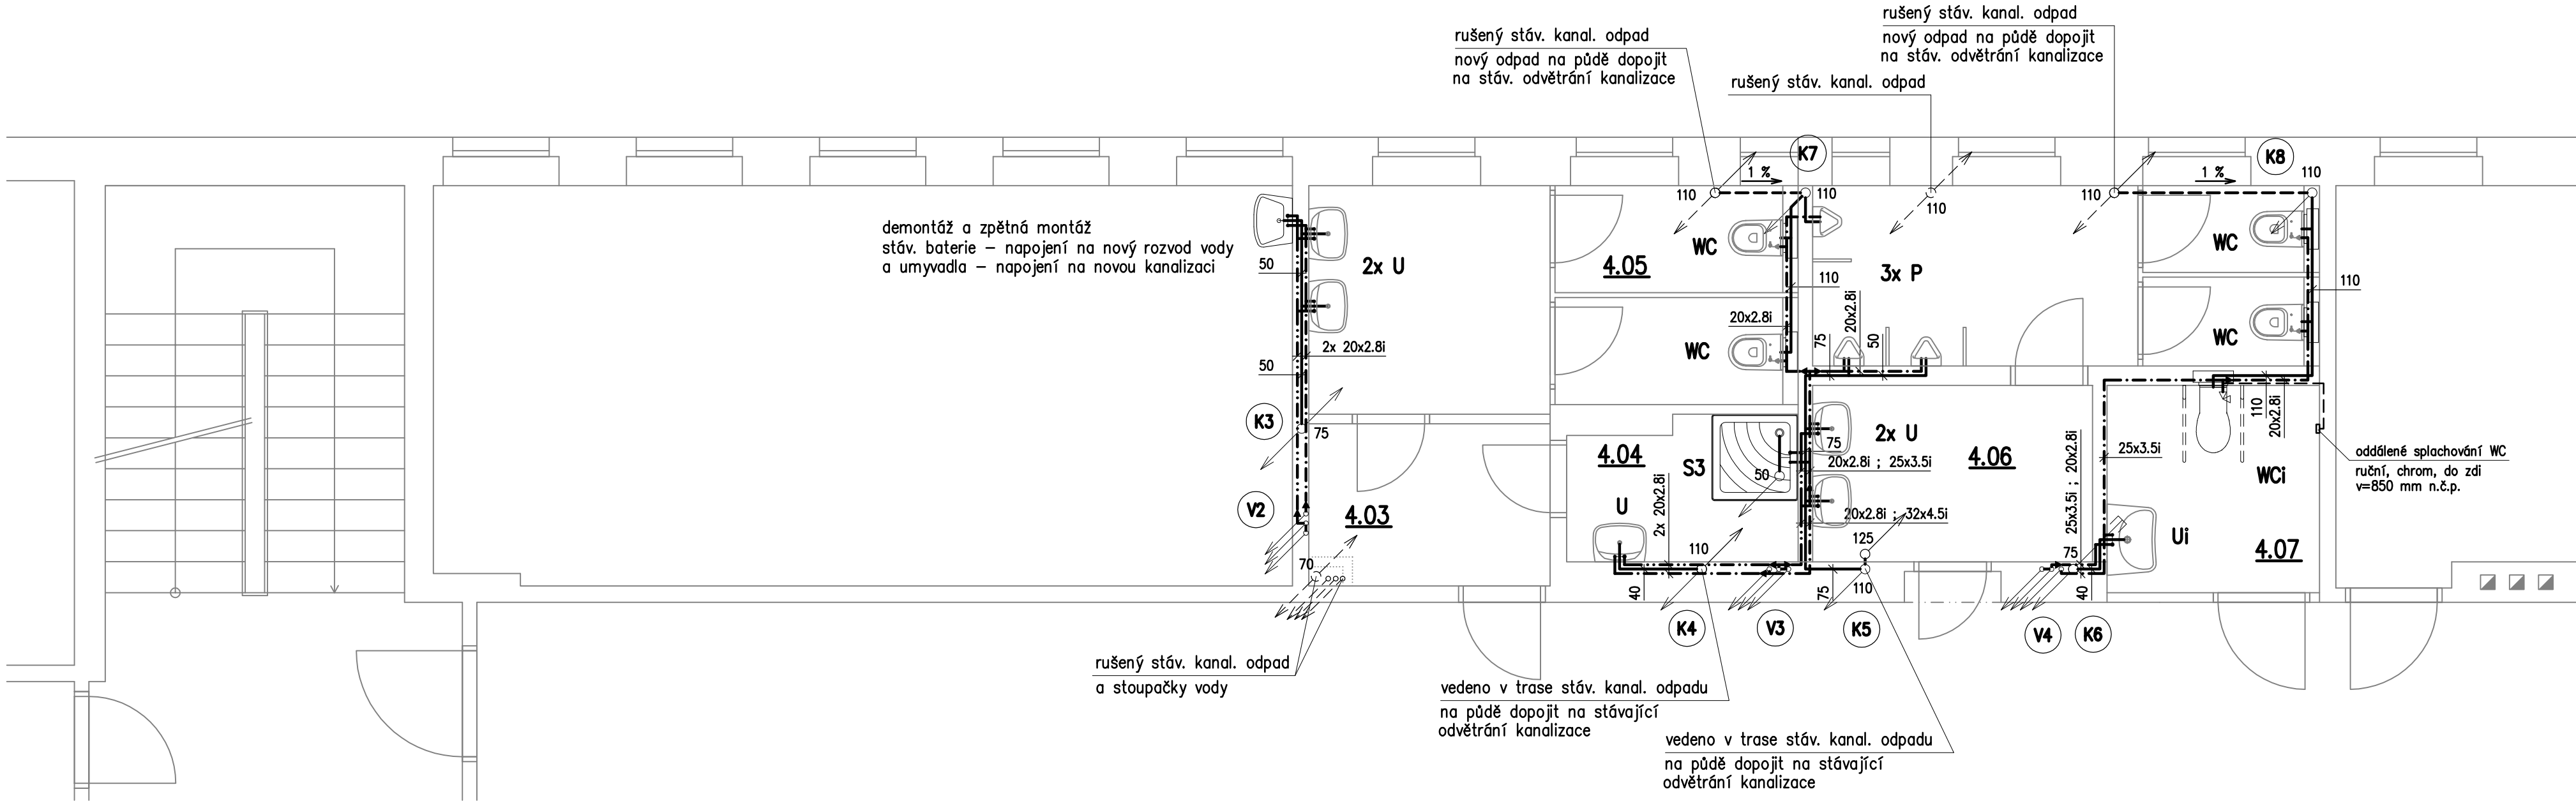 rušený stáv. kanal. odpad
nový odpad na půdě dopojit
na stáv. odvětrání kanalizace
rušený stáv. kanal. odpad
nový odpad na půdě dopojit
na stáv. odvětrání kanalizace
rušený stáv. kanal. odpad
K7
K8
1 %
1 %
110
110
110
110
110
110
demontáž a zpětná montáž
stáv. baterie – napojení na nový rozvod vody
a umyvadla – napojení na novou kanalizaci
50
2x U
4.05
WC
110
3x P
WC
110
20x2.8i
20x2.8i
75
50
WC
WC
2x 20x2.8i
50
K3
75
4.04
S3
50
75
2x U
20x2.8i ; 25x3.5i
4.06
25x3.5i ; 20x2.8i
25x3.5i
110
20x2.8i
WCi
oddálené splachování WC
ruční, chrom, do zdi
v=850 mm n.č.p.
V2
4.03
U
2x 20x2.8i
20x2.8i ; 32x4.5i
125
110
Ui
4.07
70
75
40
75
110
40
K4
V3
K5
V4
K6
rušený stáv. kanal. odpad
a stoupačky vody
vedeno v trase stáv. kanal. odpadu
na půdě dopojit na stávající
odvětrání kanalizace
vedeno v trase stáv. kanal. odpadu
na půdě dopojit na stávající
odvětrání kanalizace